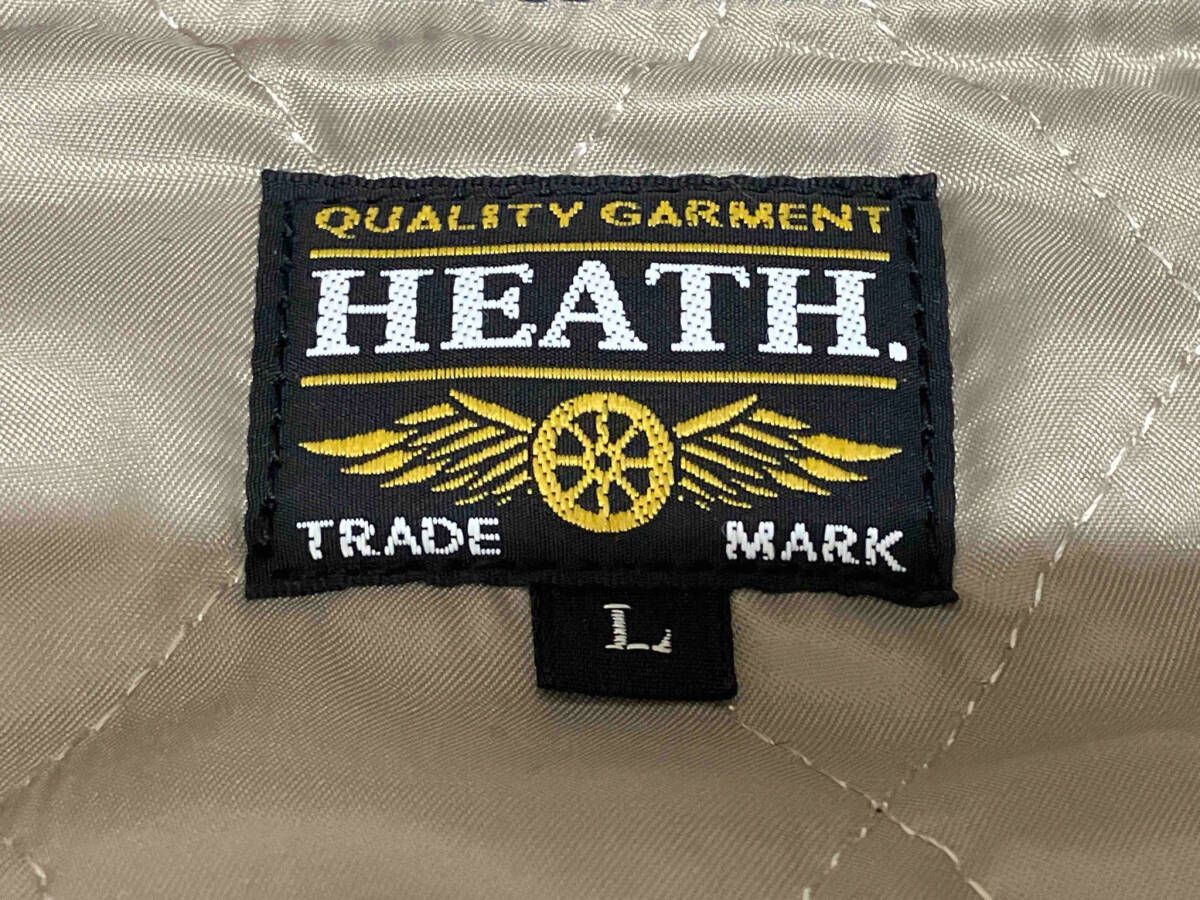 QUALITY GARMENT
HEATH.
TRADE MARK
L